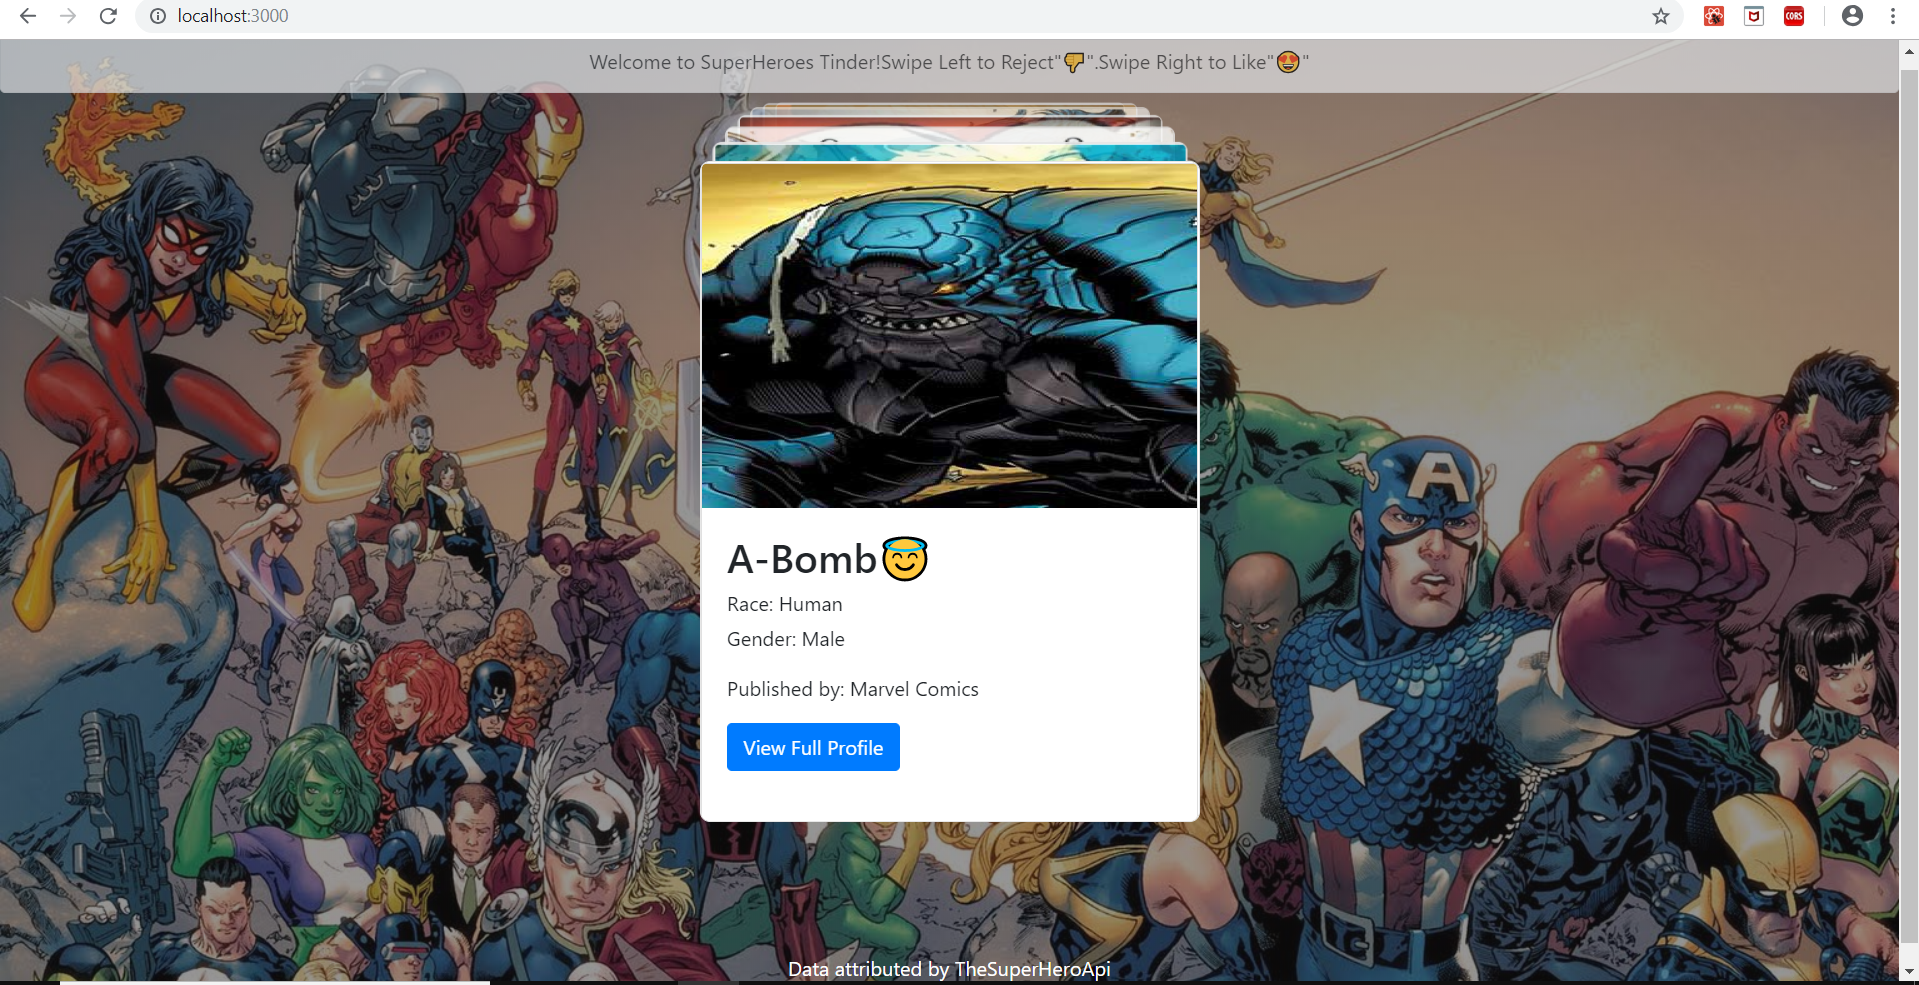 localhost:3000
CORS
Welcome to SuperHeroes Tinder!Swipe Left to Reject"👎".Swipe Right to Like"😍"
A
A-Bomb😇
Race: Human
Gender: Male
Published by: Marvel Comics
View Full Profile
Data attributed by TheSuperHeroApi